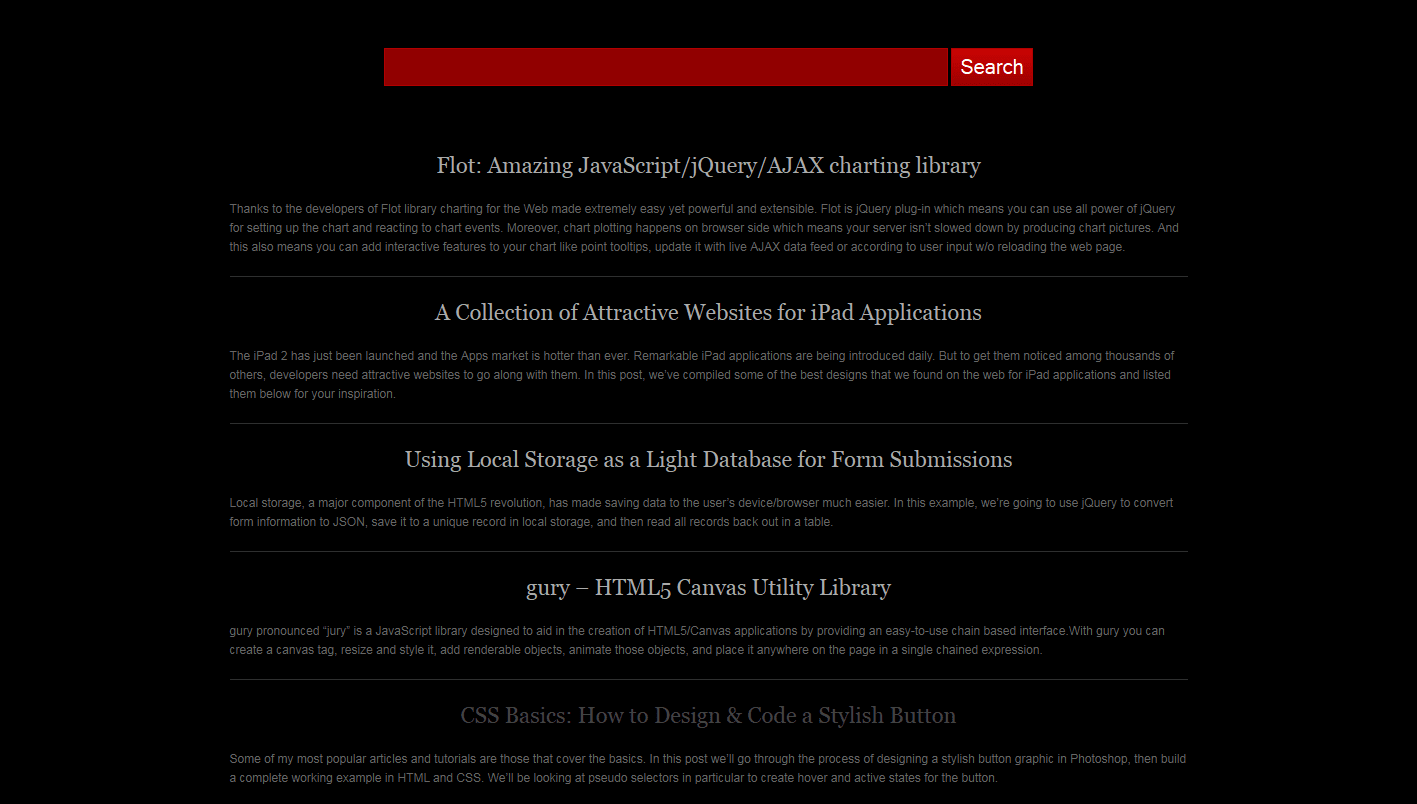 Search
Flot: Amazing JavaScript/jQuery/AJAX charting library
Thanks to the developers of Flot library charting for the Web made extremely easy yet powerful and extensible. Flot is jQuery plug-in which means you can use all power of jQuery
for setting up the chart and reacting to chart events. Moreover, chart plotting happens on browser side which means your server isn’t slowed down by producing chart pictures. And
this also means you can add interactive features to your chart like point tooltips, update it with live AJAX data feed or according to user input w/o reloading the web page.
A Collection of Attractive Websites for iPad Applications
The iPad 2 has just been launched and the Apps market is hotter than ever. Remarkable iPad applications are being introduced daily. But to get them noticed among thousands of
others, developers need attractive websites to go along with them. In this post, we’ve compiled some of the best designs that we found on the web for iPad applications and listed
them below for your inspiration.
Using Local Storage as a Light Database for Form Submissions
Local storage, a major component of the HTML5 revolution, has made saving data to the user’s device/browser much easier. In this example, we’re going to use jQuery to convert
form information to JSON, save it to a unique record in local storage, and then read all records back out in a table.
gury – HTML5 Canvas Utility Library
gury pronounced “jury” is a JavaScript library designed to aid in the creation of HTML5/Canvas applications by providing an easy-to-use chain based interface.With gury you can
create a canvas tag, resize and style it, add renderable objects, animate those objects, and place it anywhere on the page in a single chained expression.
CSS Basics: How to Design & Code a Stylish Button
Some of my most popular articles and tutorials are those that cover the basics. In this post we’ll go through the process of designing a stylish button graphic in Photoshop, then build
a complete working example in HTML and CSS. We’ll be looking at pseudo selectors in particular to create hover and active states for the button.